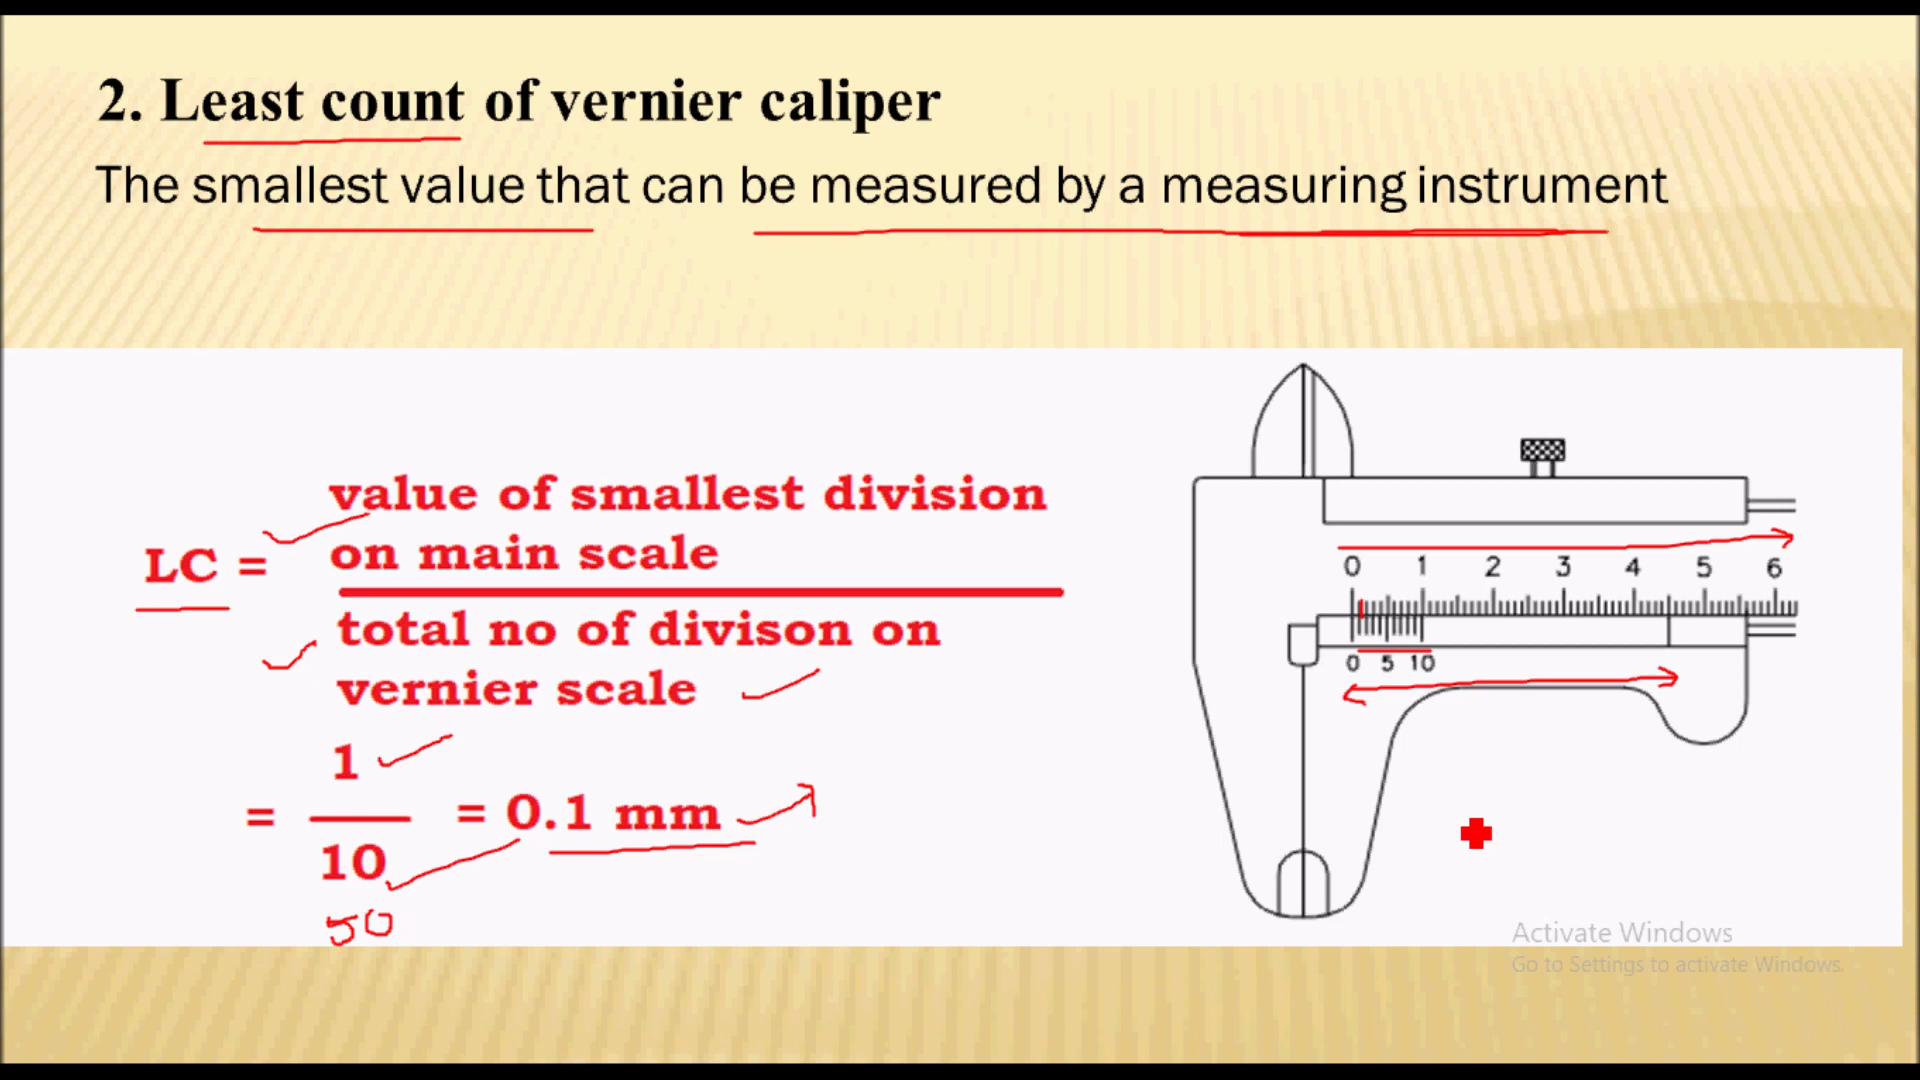 2. Least count of vernier caliper
The smallest value that can be measured by a measuring instrument
value of smallest division
on main scale
LC =
total no of divison on
vernier scale
1
= = 0.1 mm
10
50
0 1 2 3 4 5 6
0 5 10
Activate Windows
Go to Settings to activate Windows.